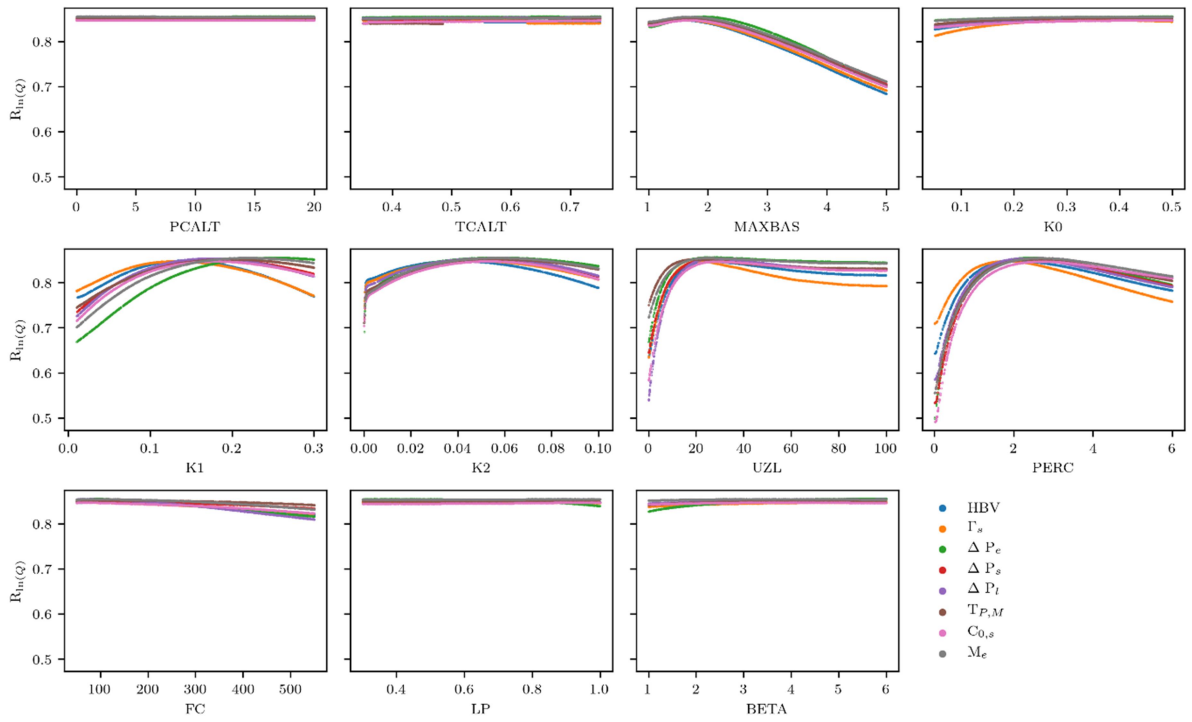 R_ln(Q)
0.8
0.7
0.6
0.5
0 5 10 15 20
PCALT
0.4 0.5 0.6 0.7
TCALT
1 2 3 4 5
MAXBAS
0.1 0.2 0.3 0.4 0.5
K0
R_ln(Q)
0.8
0.7
0.6
0.5
0.0 0.1 0.2 0.3
K1
0.00 0.02 0.04 0.06 0.08 0.10
K2
0 20 40 60 80 100
UZL
0 2 4 6
PERC
R_ln(Q)
0.8
0.7
0.6
0.5
100 200 300 400 500
FC
0.4 0.6 0.8 1.0
LP
1 2 3 4 5 6
BETA
HBV
Γ_s
Δ P_e
Δ P_s
Δ P_l
T_P,M
C_0,s
M_e